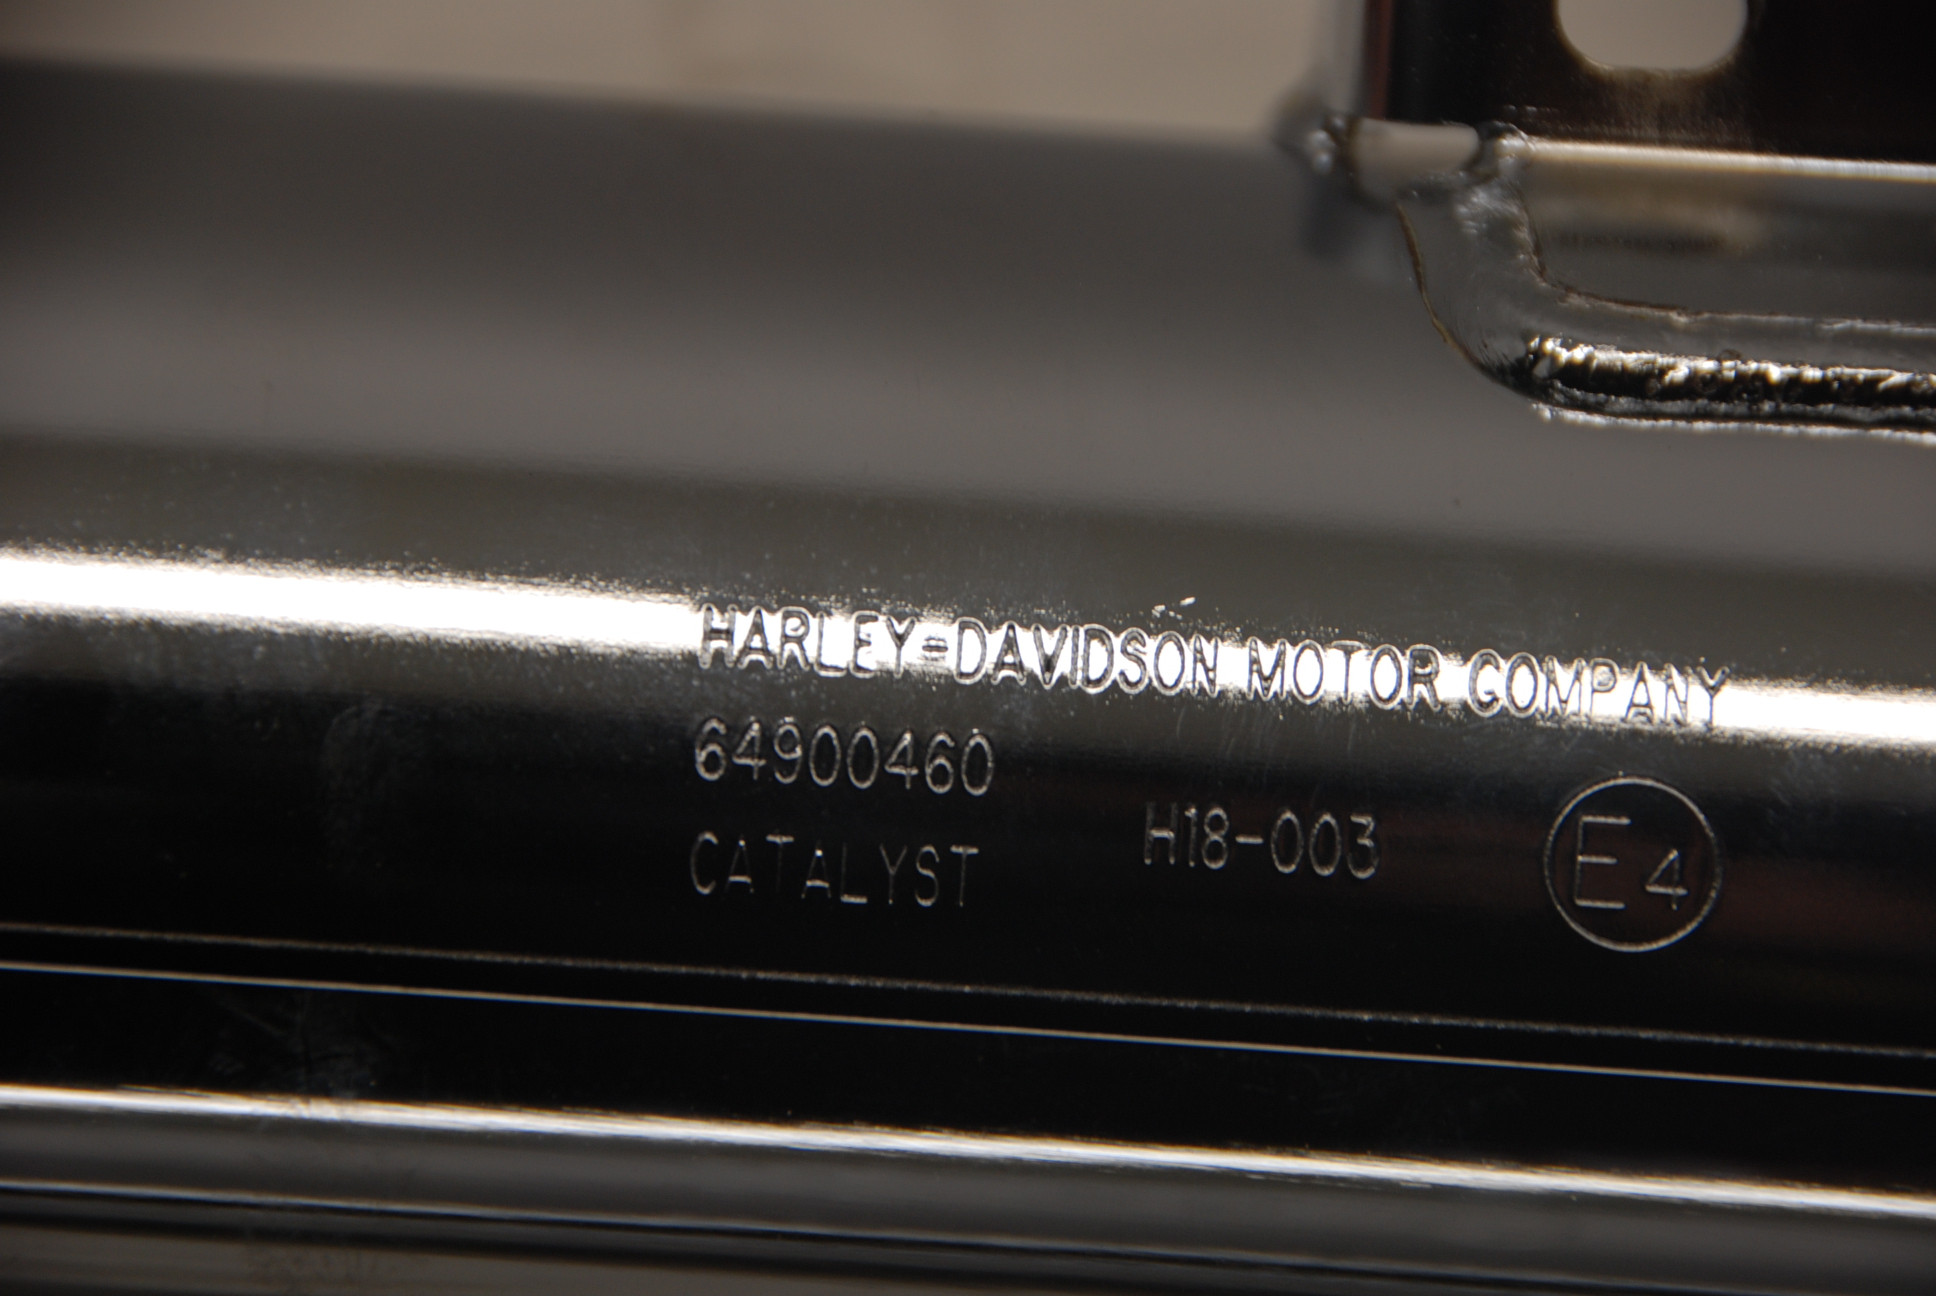 HARLEY-DAVIDSON MOTOR COMPANY
64900460
CATALYST H18-003 E4